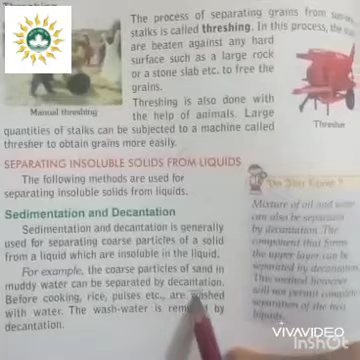 Threshing
The process of separating grains from
stalks is called threshing. In this process, the
are beaten against any hard
surface such as a large rock
or a stone slab etc. to free the
grains.
Manual threshing
Threshing is also done with
the help of animals. Large
quantities of stalks can be subjected to a machine called
thresher to obtain grains more easily.
Thresher
SEPARATING INSOLUBLE SOLIDS FROM LIQUIDS
The following methods are used for
separating insoluble solids from liquids.
Sedimentation and Decantation
Sedimentation and decantation is generally
used for separating coarse particles of a solid
from a liquid which are insoluble in the liquid.
For example, the coarse particles of sand in
muddy water can be separated by decantation.
Before cooking, rice, pulses etc., are washed
with water. The wash-water is removed by
decantation.
Do You Know?
Mixture of oil and water
can also be separated
by decantation. The
component that forms
the upper layer can be
separated by decantation
This method however
will not permit complete
separation of the two
liquids.
VIVAVIDEO
InShOt